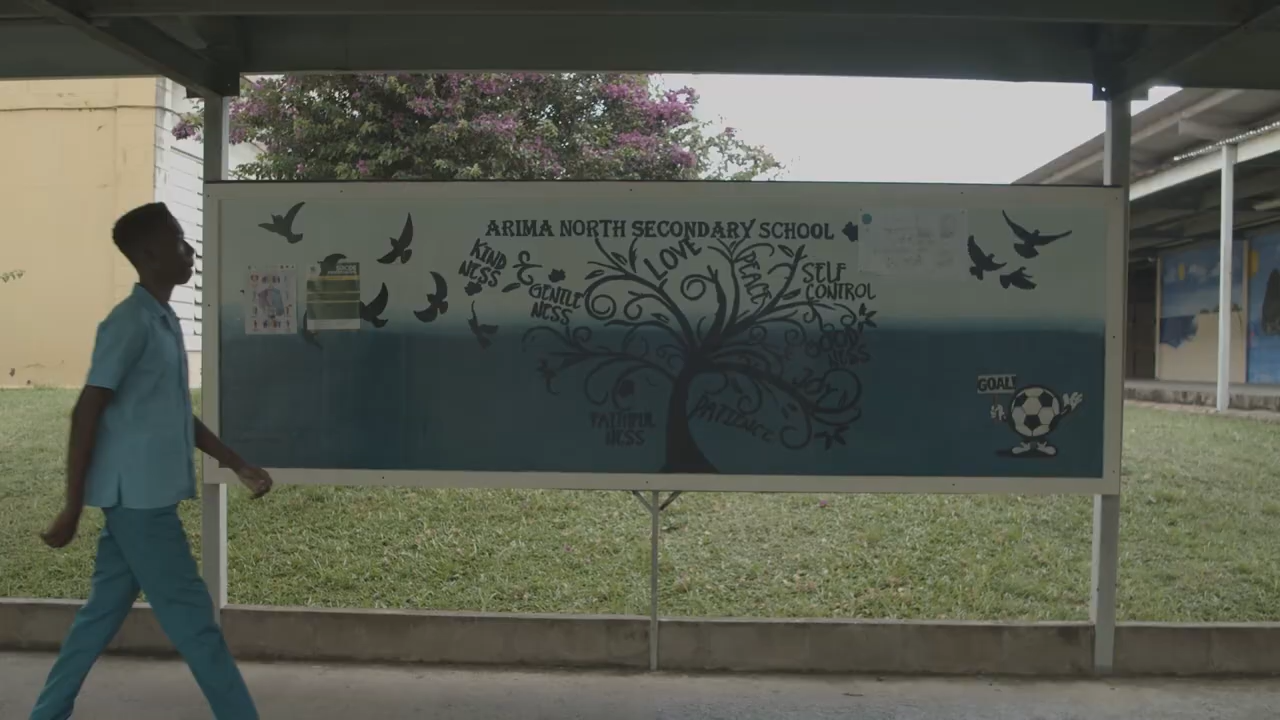 ARIMA NORTH SECONDARY SCHOOL
KIND
NESS
GENTLE
NESS
LOVE
PEACE
SELF
CONTROL
GOOD
NESS
JOY
FAITHFUL
NESS
PATIENCE
GOAL!